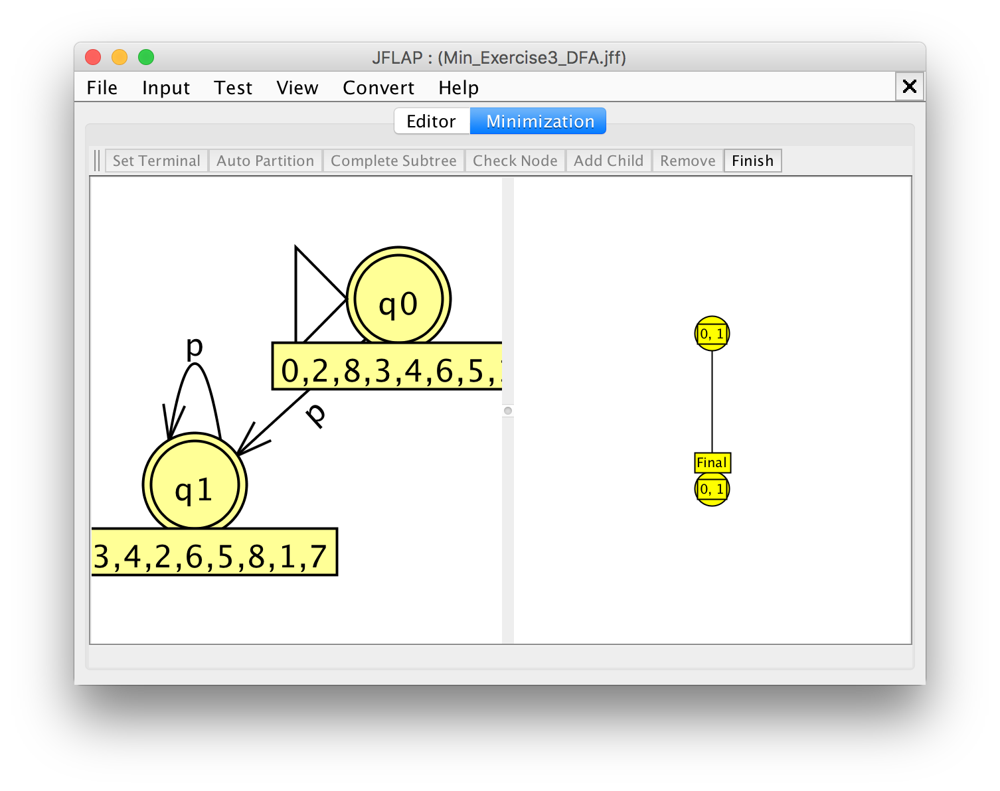 JFLAP : (Min_Exercise3_DFA.jff)
File Input Test View Convert Help
Editor Minimization
Set Terminal Auto Partition Complete Subtree Check Node Add Child Remove Finish
q0
0,2,8,3,4,6,5,
p
p
q1
3,4,2,6,5,8,1,7
0, 1
Final
0, 1